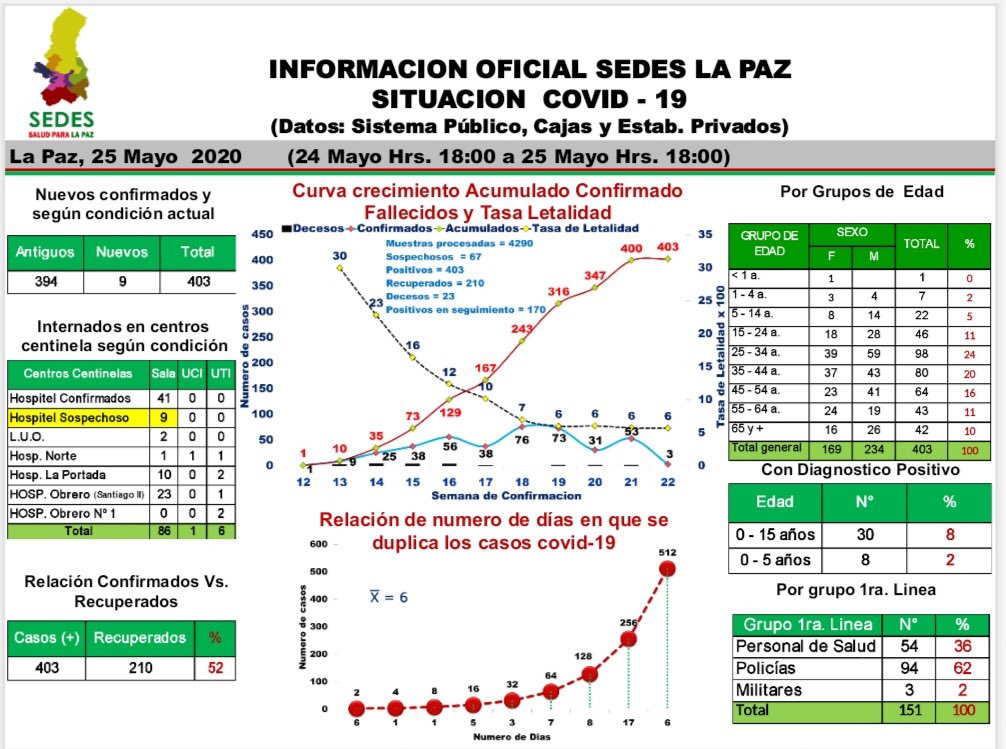 SEDES
SALUD PARA LA PAZ
INFORMACION OFICIAL SEDES LA PAZ
SITUACION COVID - 19
(Datos: Sistema Público, Cajas y Estab. Privados)
La Paz, 25 Mayo 2020 (24 Mayo Hrs. 18:00 a 25 Mayo Hrs. 18:00)
Nuevos confirmados y
según condición actual
Antiguos Nuevos Total
394 9 403
Internados en centros
centinela según condición
Centros Centinelas Sala UCI UTI
Hospitel Confirmados 41 0 0
Hospitel Sospechoso 9 0 0
L.U.O. 2 0 0
Hosp. Norte 1 1 1
Hosp. La Portada 10 0 2
HOSP. Obrero (Santiago II) 23 0 1
HOSP. Obrero N° 1 0 0 2
Total 86 1 6
Relación Confirmados Vs.
Recuperados
Casos (+) Recuperados %
403 210 52
Curva crecimiento Acumulado Confirmado
Fallecidos y Tasa Letalidad
Decesos Confirmados Acumulados Tasa de Letalidad
Muestras procesadas = 4290
Sospechosos = 67
Positivos = 403
Recuperados = 210
Decesos = 23
Positivos en seguimiento = 170
Numero de casos
450
400
350
300
250
200
150
100
50
0
35
30
25
20
15
10
5
0
Tasa de Letalidad x 100
1 10 35 73 129 167 243 316 347 400 403
30 23 16 12 10 7 6 6 6 6
1 9 25 38 56 38 76 73 31 53 3
12 13 14 15 16 17 18 19 20 21 22
Semana de Confirmacion
Relación de numero de días en que se
duplica los casos covid-19
Numero de casos
600
500
400
300
200
100
0
X = 6
2 4 8 16 32 64 128 256 512
6 1 1 5 3 7 8 17 6
Numero de Dias
Por Grupos de Edad
GRUPO DE EDAD SEXO TOTAL %
F M
< 1 a. 1 1 0
1 - 4 a. 3 4 7 2
5 - 14 a. 8 14 22 5
15 - 24 a. 18 28 46 11
25 - 34 a. 39 59 98 24
35 - 44 a. 37 43 80 20
45 - 54 a. 23 41 64 16
55 - 64 a. 24 19 43 11
65 y + 16 26 42 10
Total general 169 234 403 100
Con Diagnostico Positivo
Edad N° %
0 - 15 años 30 8
0 - 5 años 8 2
Por grupo 1ra. Linea
Grupo 1ra. Linea N° %
Personal de Salud 54 36
Policías 94 62
Militares 3 2
Total 151 100